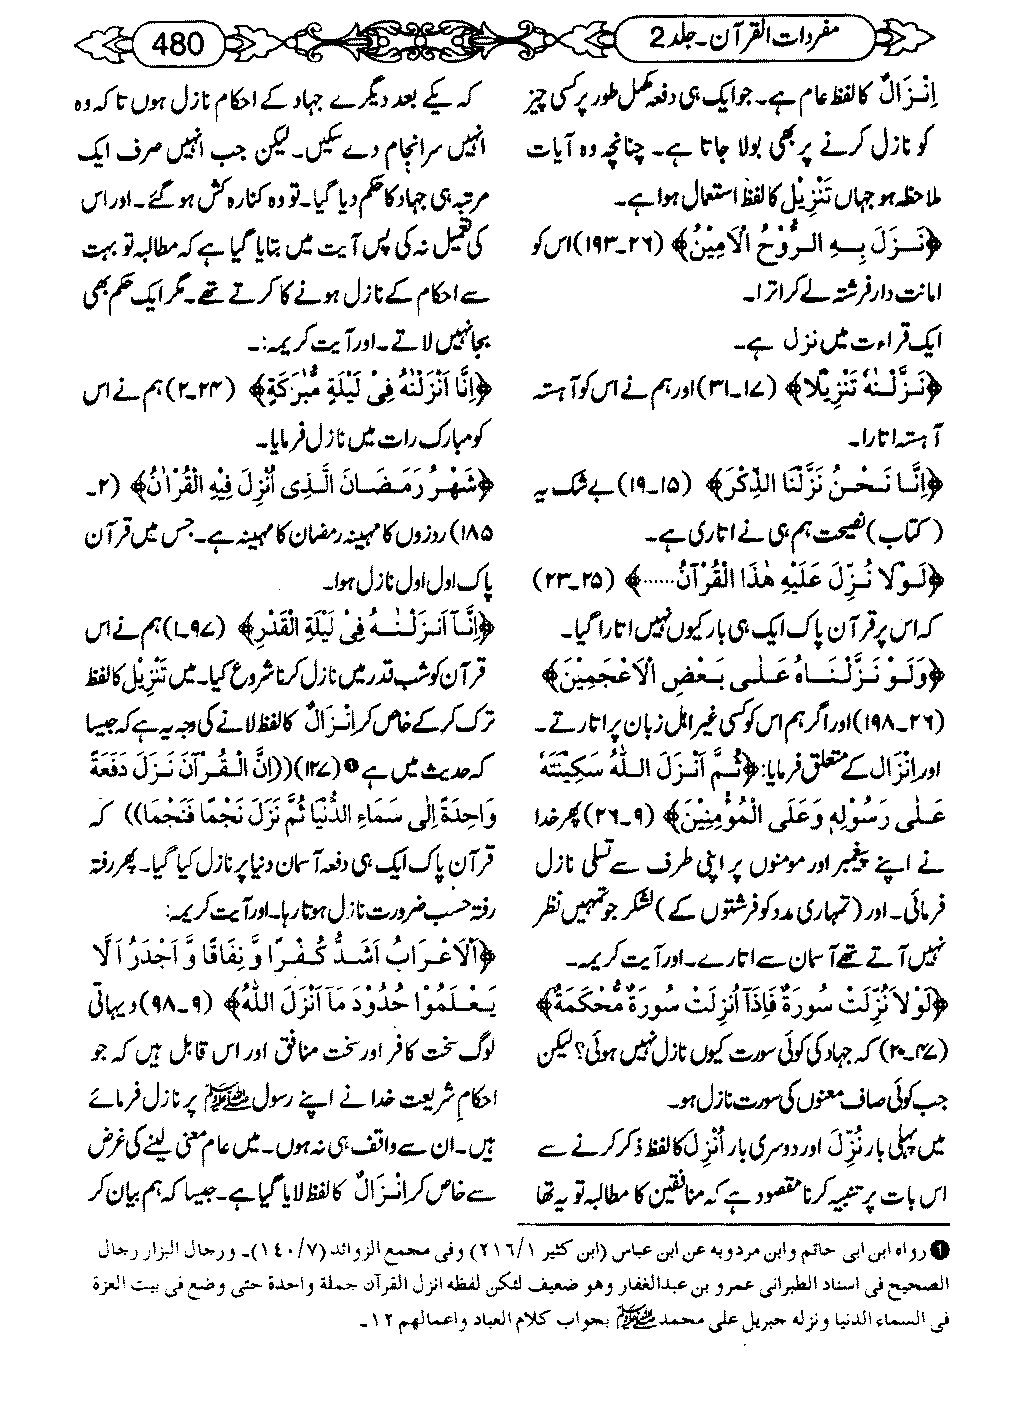 مفردات القرآن۔ جلد 2
480
اِنْزَالٌ کا لفظ عام ہے۔ جو ایک ہی دفعہ مکمل طور پر کسی چیز
کو نازل کرنے پر بھی بولا جاتا ہے۔ چنانچہ وہ آیات
ملاحظہ ہو جہاں تَنْزِیْل کا لفظ استعمال ہوا ہے۔
﴿نَزَلَ بِهِ الرُّوْحُ الْاَمِیْنُ﴾ (۲۶۔۱۹۳) اس کو
امانت دار فرشتہ لے کر اترا۔
ایک قراءت میں نزل ہے۔
﴿نَزَّلْنٰهُ تَنْزِیْلًا﴾ (۱۷۔۳۱) اور ہم نے اس کو آہستہ
آہستہ اتارا۔
﴿اِنَّا نَحْنُ نَزَّلْنَا الذِّكْرَ﴾ (۱۵۔۱۹) بے شک یہ
(کتاب) نصیحت ہم ہی نے اتاری ہے۔
﴿لَوْلَا نُزِّلَ عَلَیْهِ هٰذَا الْقُرْآنُ......﴾ (۲۵۔۲۳)
کہ اس پر قرآن پاک ایک ہی بار کیوں نہیں اتارا گیا۔
﴿وَلَوْ نَزَّلْنَاهُ عَلٰی بَعْضِ الْاَعْجَمِیْنَ﴾
(۲۶۔۱۹۸) اور اگر ہم اس کو کسی غیر اہل زبان پر اتارتے۔
اور انْزَال کے متعلق فرمایا: ﴿ثُمَّ اَنْزَلَ اللهُ سَكِیْنَتَهٗ
عَلٰی رَسُوْلِهٖ وَعَلَی الْمُؤْمِنِیْنَ﴾ (۹۔۲۶) پھر خدا
نے اپنے پیغمبر اور مومنوں پر اپنی طرف سے تسلی نازل
فرمائی۔ اور (تمہاری مدد کو فرشتوں کے) لشکر جو تمہیں نظر
نہیں آتے تھے آسمان سے اتارے۔ اور آیت کریمہ۔
﴿لَوْلَا نُزِّلَتْ سُورَةٌ فَاِذَآ اُنْزِلَتْ سُورَةٌ مُّحْكَمَةٌ﴾
(۴۷۔۲۰) کہ جہاد کی کوئی سورت کیوں نازل نہیں ہوئی؟ لیکن
جب کوئی صاف معنوں کی سورت نازل ہو۔
میں پہلی بار نُزِّلَ اور دوسری بار اُنْزِلَ کا لفظ ذکر کرنے سے
اس بات پر تنبیہ کرنا مقصود ہے کہ منافقین کا مطالبہ تو یہ تھا
کہ یکے بعد دیگرے جہاد کے احکام نازل ہوں تاکہ وہ
انہیں سرانجام دے سکیں۔ لیکن جب انہیں صرف ایک
مرتبہ ہی جہاد کا حکم دیا گیا۔ تو وہ کنارہ کش ہو گئے۔ اور اس
کی تعمیل نہ کی پس آیت میں بتایا گیا ہے کہ مطالبہ تو بہت
سے احکام کے نازل ہونے کا کرتے تھے۔ مگر ایک حکم بھی
بجا نہیں لاتے۔ اور آیت کریمہ:۔
﴿اِنَّا اَنْزَلْنٰهُ فِیْ لَیْلَةٍ مُّبٰرَكَةٍ﴾ (۲۴۔۲) ہم نے اس
کو مبارک رات میں نازل فرمایا۔
﴿شَهْرُ رَمَضَانَ الَّذِی اُنْزِلَ فِیْهِ الْقُرْاٰنُ﴾ (۲۔
۱۸۵) روزوں کا مہینہ رمضان کا مہینہ ہے۔ جس میں قرآن
پاک اول اول نازل ہوا۔
﴿اِنَّآ اَنْزَلْنٰهُ فِیْ لَیْلَةِ الْقَدْرِ﴾ (۹۷۔۱) ہم نے اس
قرآن کو شب قدر میں نازل کرنا شروع کیا۔ میں تَنْزِیْل کا لفظ
ترک کر کے خاص کر اِنْزَالٌ کا لفظ لانے کی وجہ یہ ہے کہ جیسا
کہ حدیث میں ہے ❶ (۱۲۷) ((اِنَّ الْقُرْآنَ نَزَلَ دَفْعَةً
وَاحِدَةً اِلٰی سَمَاءِ الدُّنْیَا ثُمَّ نَزَلَ نَجْمًا فَنَجْمًا)) کہ
قرآن پاک ایک ہی دفعہ آسمان دنیا پر نازل کیا گیا۔ پھر رفتہ
رفتہ حسب ضرورت نازل ہوتا رہا۔ اور آیت کریمہ:
﴿اَلْاَعْرَابُ اَشَدُّ كُفْرًا وَّ نِفَاقًا وَّ اَجْدَرُ اَلَّا
یَعْلَمُوْا حُدُوْدَ مَآ اَنْزَلَ اللهُ﴾ (۹۔۹۸) دیہاتی
لوگ سخت کافر اور سخت منافق اور اس قابل ہیں کہ جو
احکام شریعت خدا نے اپنے رسول ﷺ پر نازل فرمائے
ہیں۔ ان سے واقف ہی نہ ہوں۔ میں عام معنی لینے کی غرض
سے خاص کر اِنْزَالٌ کا لفظ لایا گیا ہے۔ جیسا کہ ہم بیان کر
❶ رواه ابن ابی حاتم وابن مردویه عن ابن عباس (ابن کثیر ۲۱۶/۱) وفی مجمع الزوائد (۱٤۰/۷)۔ ورجال البزار رجال
الصحیح فی اسناد الطبرانی عمرو بن عبدالغفار وهو ضعیف لتکن لفظه انزل القرآن جملة واحدة حتی وضع فی بیت العزة
فی السماء الدنیا ونزله جبریل علی محمد ﷺ بجواب کلام العباد واعمالهم ۱۲۔